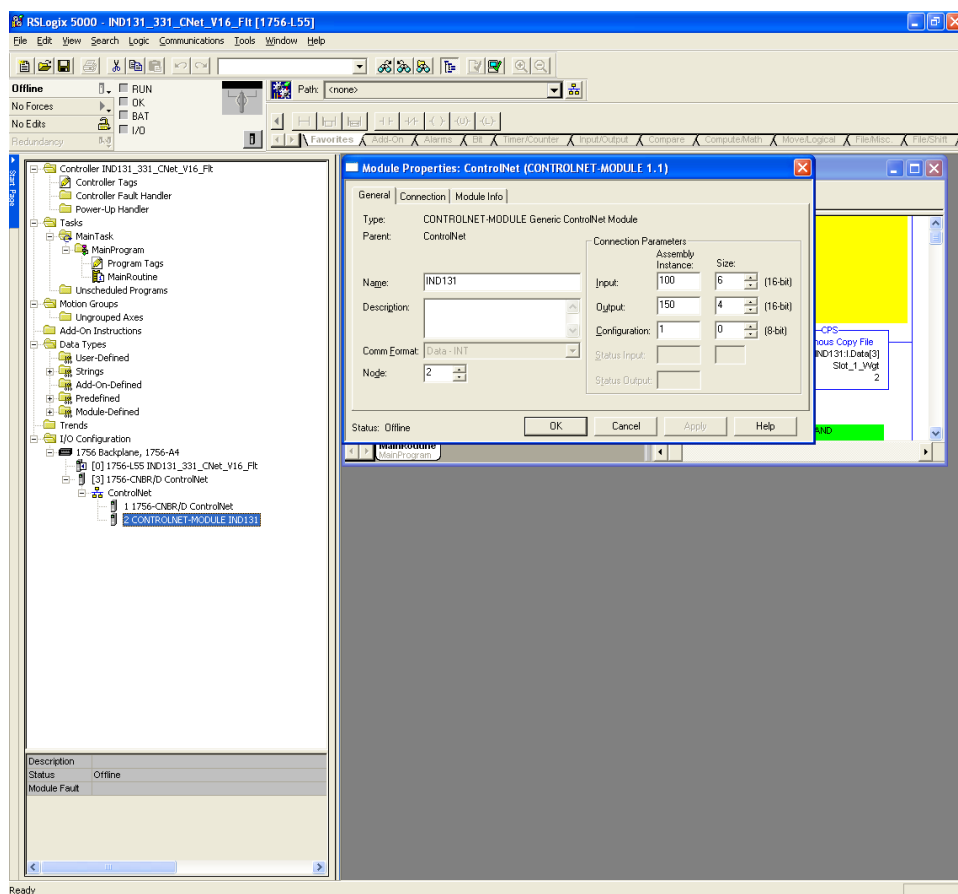 RSLogix 5000 - IND131_331_CNet_V16_Flt [1756-L55]
File Edit View Search Logic Communications Tools Window Help
Offline
RUN
Path: <none>
No Forces
OK
BAT
No Edits
I/O
Redundancy
Favorites Add-On Alarms Bit Timer/Counter Input/Output Compare Compute/Math Move/Logical File/Misc. File/Shift
Start Page
Controller IND131_331_CNet_V16_Flt
Controller Tags
Controller Fault Handler
Power-Up Handler
Tasks
MainTask
MainProgram
Program Tags
MainRoutine
Unscheduled Programs
Motion Groups
Ungrouped Axes
Add-On Instructions
Data Types
User-Defined
Strings
Add-On-Defined
Predefined
Module-Defined
Trends
I/O Configuration
1756 Backplane, 1756-A4
[0] 1756-L55 IND131_331_CNet_V16_Flt
[3] 1756-CNBR/D ControlNet
ControlNet
1 1756-CNBR/D ControlNet
2 CONTROLNET-MODULE IND131
Module Properties: ControlNet (CONTROLNET-MODULE 1.1)
General Connection Module Info
Type: CONTROLNET-MODULE Generic ControlNet Module
Parent: ControlNet
Connection Parameters
Assembly Instance: Size:
Name: IND131
Input: 100 6 (16-bit)
Description:
Output: 150 4 (16-bit)
Configuration: 1 0 (8-bit)
Comm Format: Data - INT
Status Input:
Node: 2
Status Output:
Status: Offline
OK Cancel Apply Help
CPS
nous Copy File
IND131:I.Data[3]
Slot_1_Wgt
2
AND
MainRoutine
MainProgram
Description
Status Offline
Module Fault
Ready